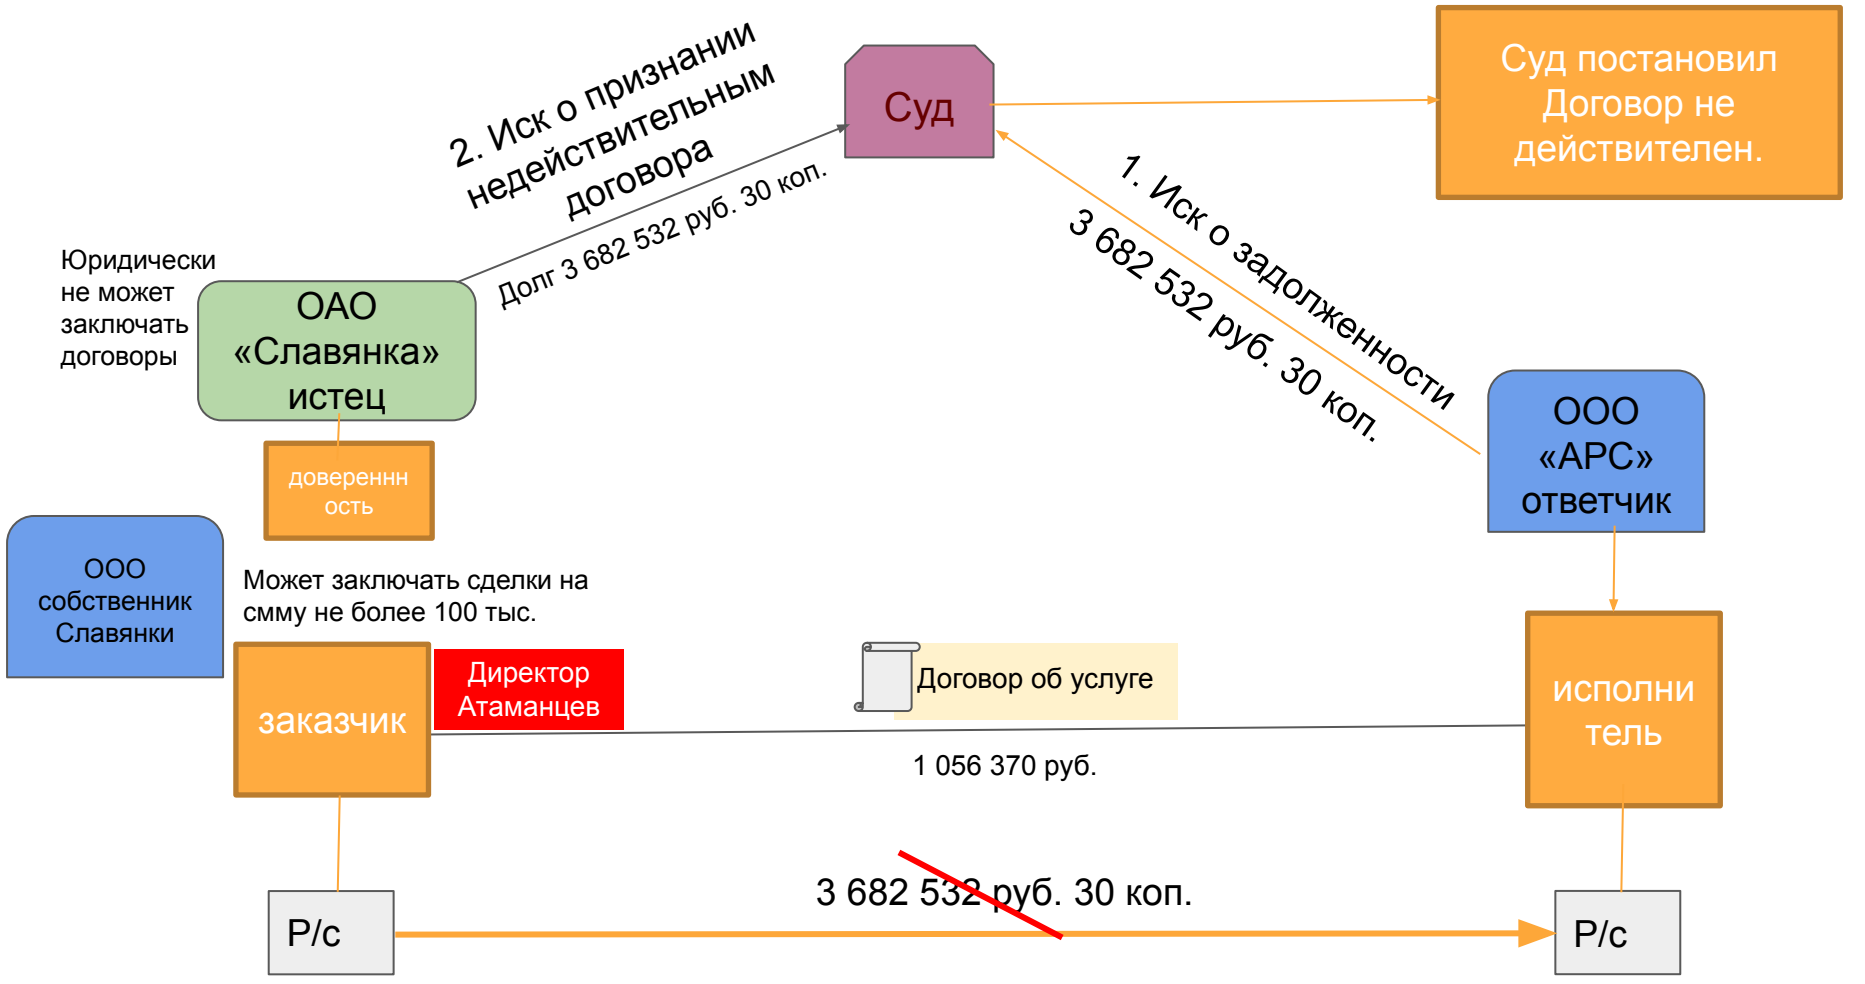 2. Иск о признании
недействительным
договора
Долг 3 682 532 руб. 30 коп.
Суд
Суд постановил
Договор не
действителен.
1. Иск о задолженности
3 682 532 руб. 30 коп.
Юридически
не может
заключать
договоры
ОАО
«Славянка»
истец
довереннн
ость
ООО
«АРС»
ответчик
ООО
собственник
Славянки
Может заключать сделки на
смму не более 100 тыс.
заказчик
Директор
Атаманцев
Договор об услуге
1 056 370 руб.
исполни
тель
3 682 532 руб. 30 коп.
Р/с
Р/с